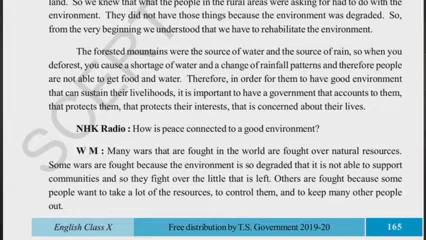 land. So we knew that what the people in the rural areas were asking for had to do with the
environment. They did not have those things because the environment was degraded. So,
from the very beginning we understood that we have to rehabilitate the environment.
The forested mountains were the source of water and the source of rain, so when you
deforest, you cause a shortage of water and a change of rainfall patterns and therefore people
are not able to get food and water. Therefore, in order for them to have good environment
that can sustain their livelihoods, it is important to have a government that accounts to them,
that protects them, that protects their interests, that is concerned about their lives.
NHK Radio : How is peace connected to a good environment?
W M : Many wars that are fought in the world are fought over natural resources.
Some wars are fought because the environment is so degraded that it is not able to support
communities and so they fight over the little that is left. Others are fought because some
people want to take a lot of the resources, to control them, and to keep many other people
out.
English Class X Free distribution by T.S. Government 2019-20 165
SCERT